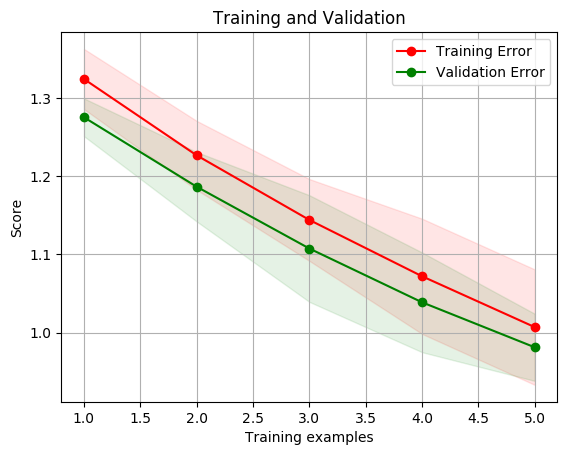 Training and Validation
Training Error
Validation Error
Score
1.3
1.2
1.1
1.0
1.0 1.5 2.0 2.5 3.0 3.5 4.0 4.5 5.0
Training examples